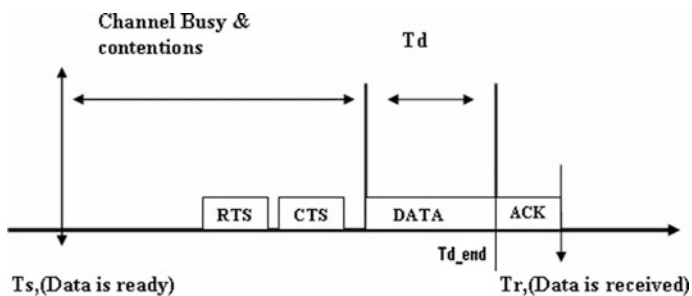 Channel Busy &
contentions
Td
RTS
CTS
DATA
ACK
Td_end
Ts,(Data is ready)
Tr,(Data is received)